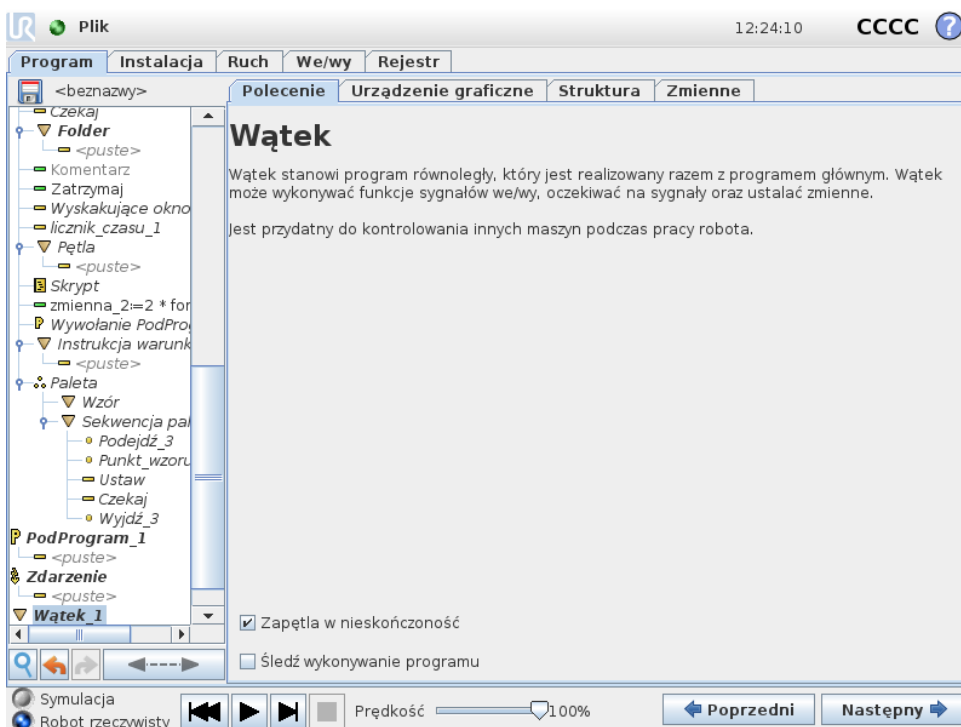 UR Plik 12:24:10 CCCC ?
Program Instalacja Ruch We/wy Rejestr
<beznazwy>
Polecenie Urządzenie graficzne Struktura Zmienne
Czekaj
Folder
<puste>
Komentarz
Zatrzymaj
Wyskakujące okno
licznik_czasu_1
Pętla
<puste>
Skrypt
zmienna_2:=2 * for
Wywołanie PodPro
Instrukcja warunk
<puste>
Paleta
Wzór
Sekwencja pal
Podejdź_3
Punkt_wzoru
Ustaw
Czekaj
Wyjdź_3
P PodProgram_1
<puste>
Zdarzenie
<puste>
Wątek_1
Wątek
Wątek stanowi program równoległy, który jest realizowany razem z programem głównym. Wątek
może wykonywać funkcje sygnałów we/wy, oczekiwać na sygnały oraz ustalać zmienne.
Jest przydatny do kontrolowania innych maszyn podczas pracy robota.
Zapętla w nieskończoność
Śledź wykonywanie programu
Symulacja
Robot rzeczywisty
Prędkość 100%
Poprzedni Następny